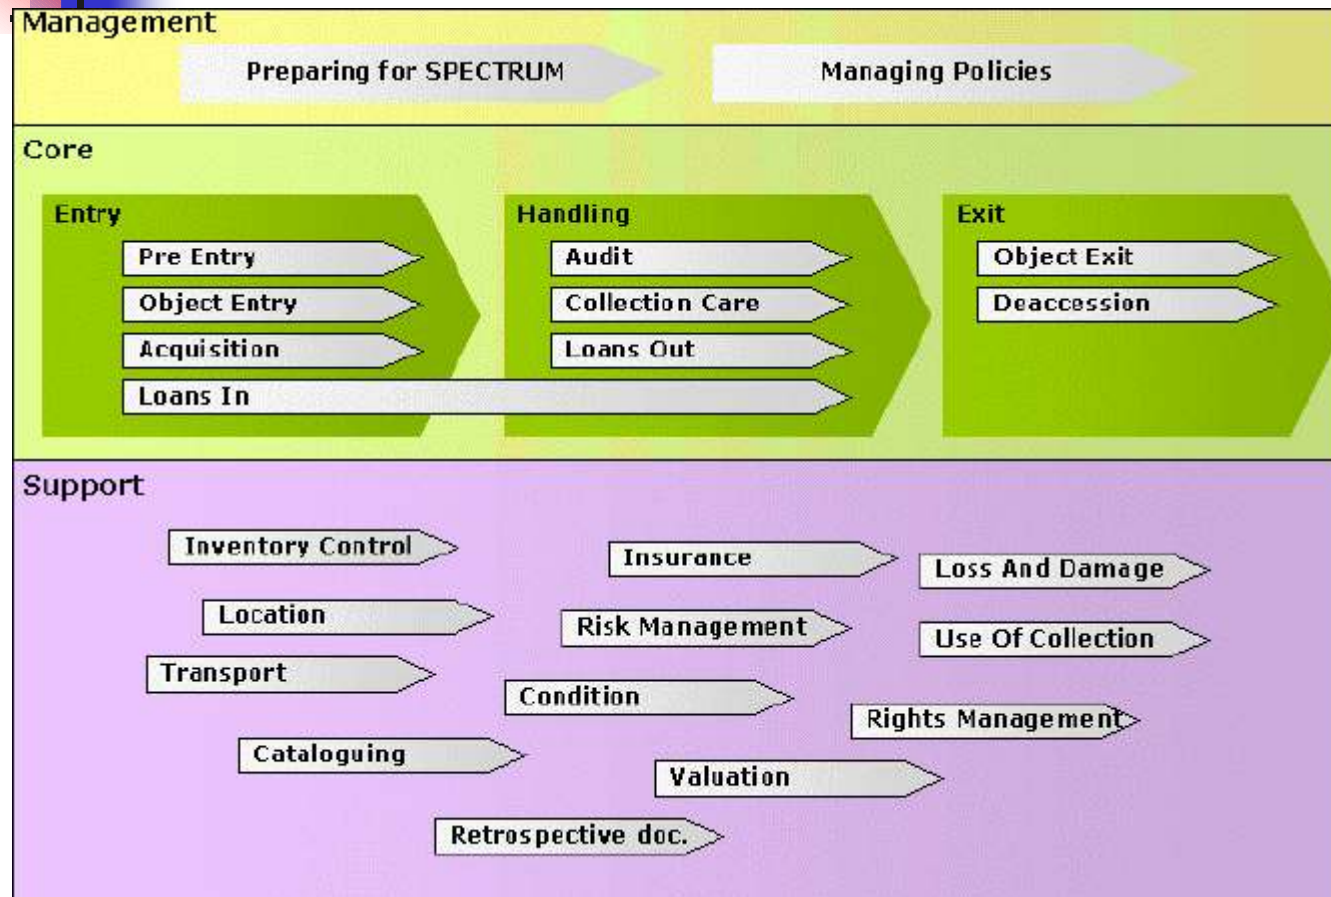 Management
Preparing for SPECTRUM
Managing Policies
Core
Entry
Pre Entry
Object Entry
Acquisition
Loans In
Handling
Audit
Collection Care
Loans Out
Exit
Object Exit
Deaccession
Support
Inventory Control
Location
Transport
Cataloguing
Retrospective doc.
Insurance
Risk Management
Condition
Valuation
Loss And Damage
Use Of Collection
Rights Management